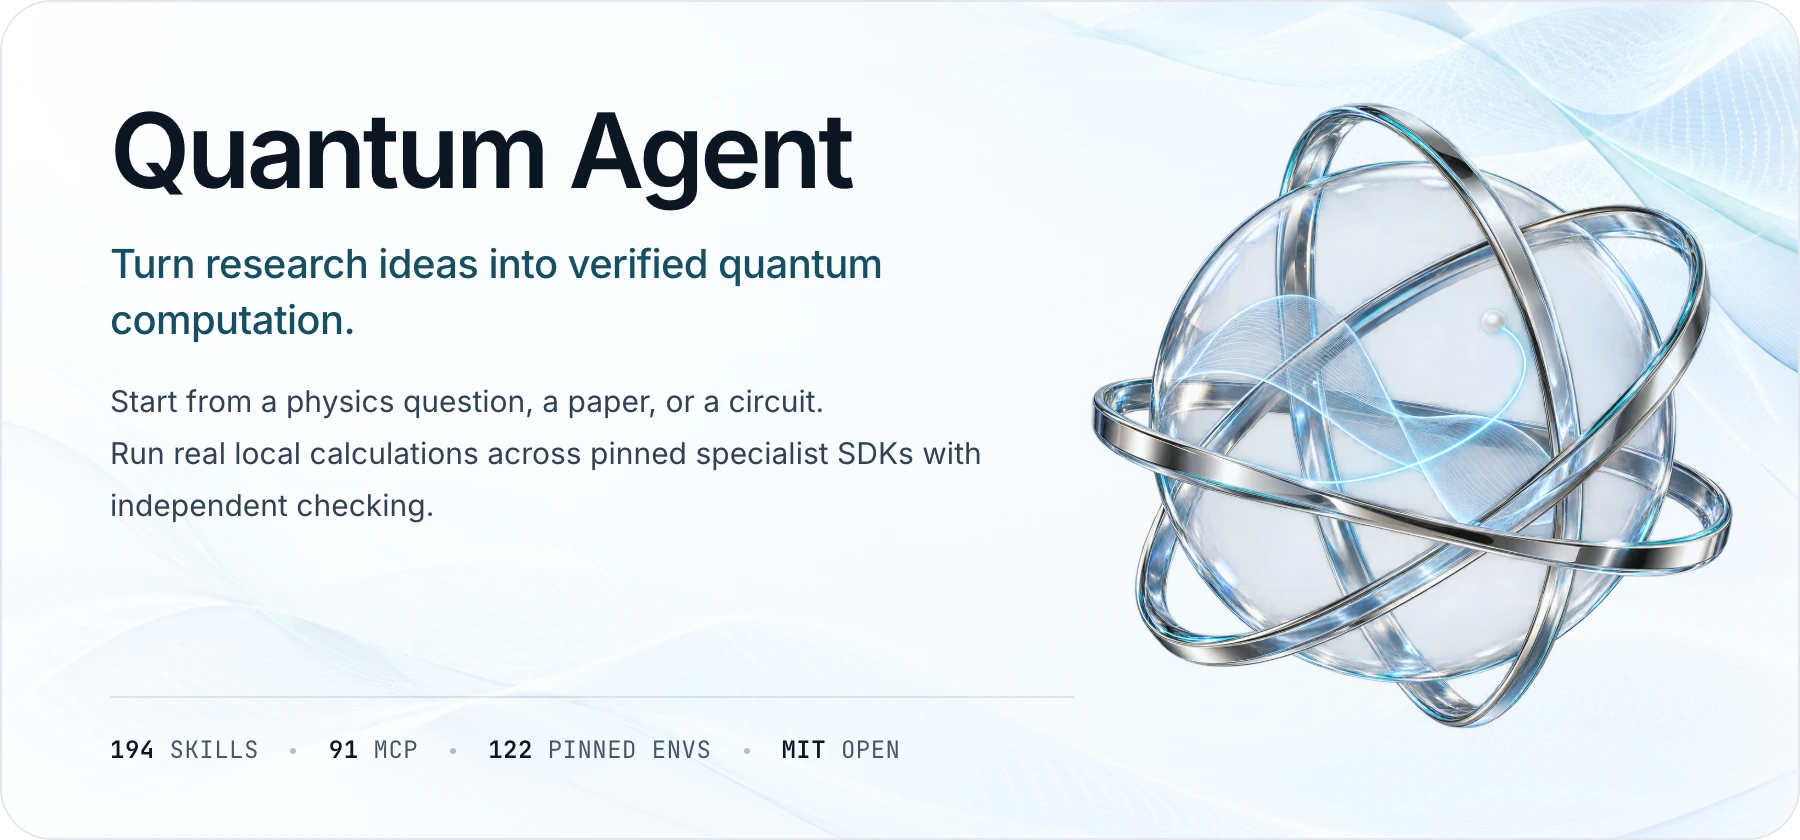 Quantum Agent
Turn research ideas into verified quantum
computation.
Start from a physics question, a paper, or a circuit.
Run real local calculations across pinned specialist SDKs with
independent checking.
194 SKILLS • 91 MCP • 122 PINNED ENVS • MIT OPEN